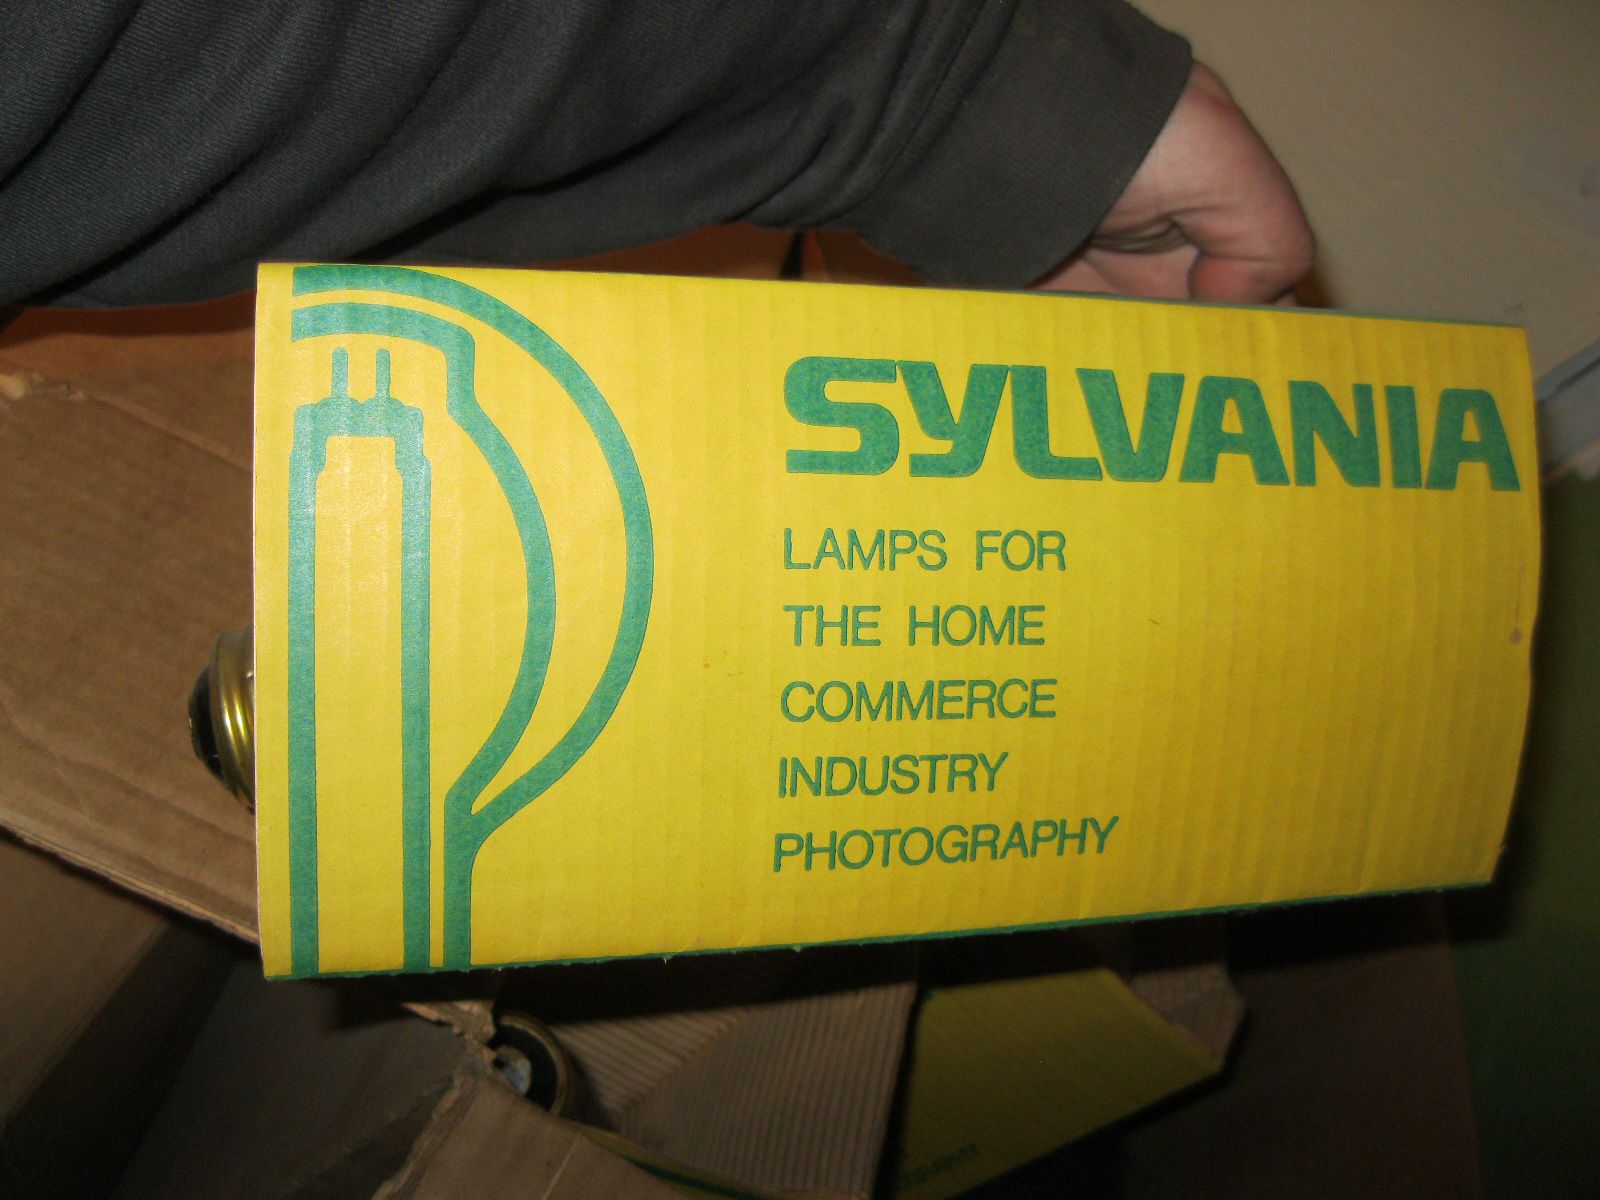 SYLVANIA
LAMPS FOR
THE HOME
COMMERCE
INDUSTRY
PHOTOGRAPHY